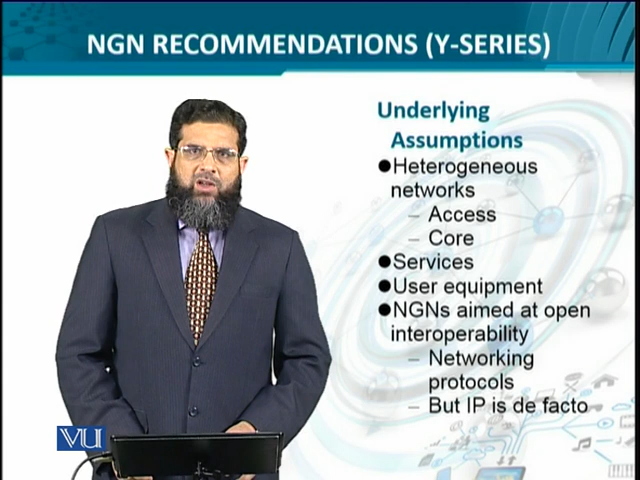 NGN RECOMMENDATIONS (Y-SERIES)
Underlying
Assumptions
●Heterogeneous
networks
– Access
– Core
●Services
●User equipment
●NGNs aimed at open
interoperability
– Networking
protocols
– But IP is de facto
VU